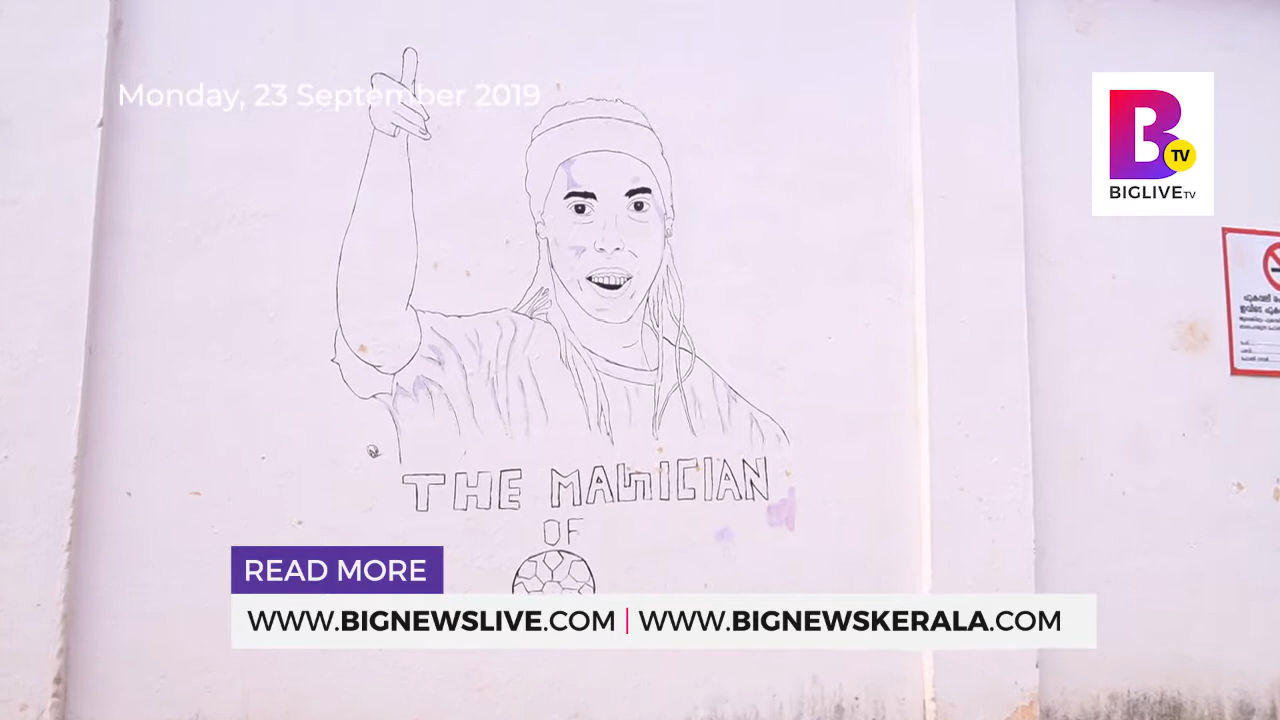 Monday, 23 September 2019
B
TV
BIGLIVETV
THE MAGICIAN
OF
READ MORE
WWW.BIGNEWSLIVE.COM | WWW.BIGNEWSKERALA.COM